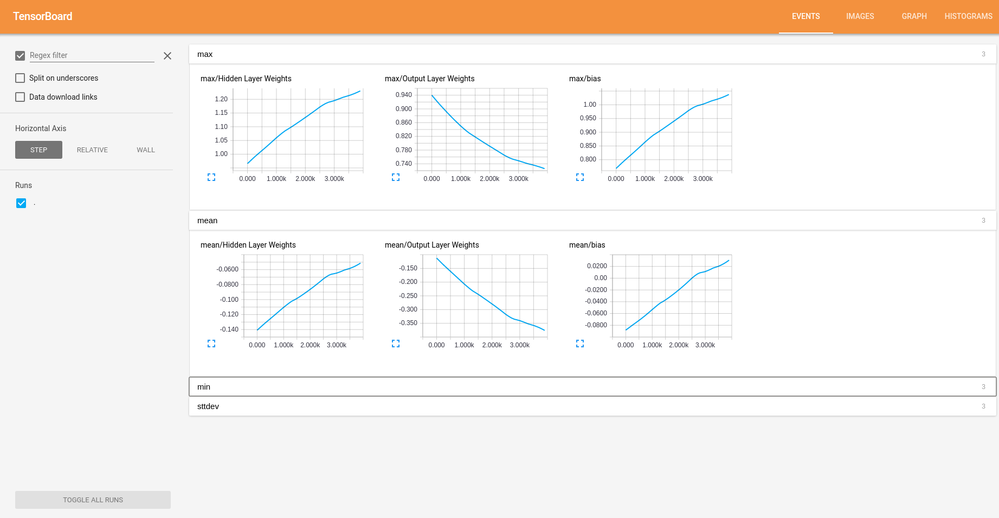 TensorBoard
EVENTS
IMAGES
GRAPH
HISTOGRAMS
Regex filter
Split on underscores
Data download links
Horizontal Axis
STEP
RELATIVE
WALL
Runs
.
TOGGLE ALL RUNS
max
3
max/Hidden Layer Weights
1.20
1.15
1.10
1.05
1.00
0.000 1.000k 2.000k 3.000k
max/Output Layer Weights
0.940
0.900
0.860
0.820
0.780
0.740
0.000 1.000k 2.000k 3.000k
max/bias
1.00
0.950
0.900
0.850
0.800
0.000 1.000k 2.000k 3.000k
mean
3
mean/Hidden Layer Weights
-0.0600
-0.0800
-0.100
-0.120
-0.140
0.000 1.000k 2.000k 3.000k
mean/Output Layer Weights
-0.150
-0.200
-0.250
-0.300
-0.350
0.000 1.000k 2.000k 3.000k
mean/bias
0.0200
0.00
-0.0200
-0.0400
-0.0600
-0.0800
0.000 1.000k 2.000k 3.000k
min
3
sttdev
3